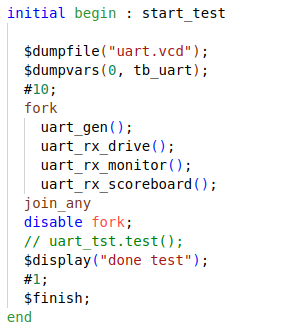 initial begin : start_test
$dumpfile("uart.vcd");
$dumpvars(0, tb_uart);
#10;
fork
uart_gen();
uart_rx_drive();
uart_rx_monitor();
uart_rx_scoreboard();
join_any
disable fork;
// uart_tst.test();
$display("done test");
#1;
$finish;
end